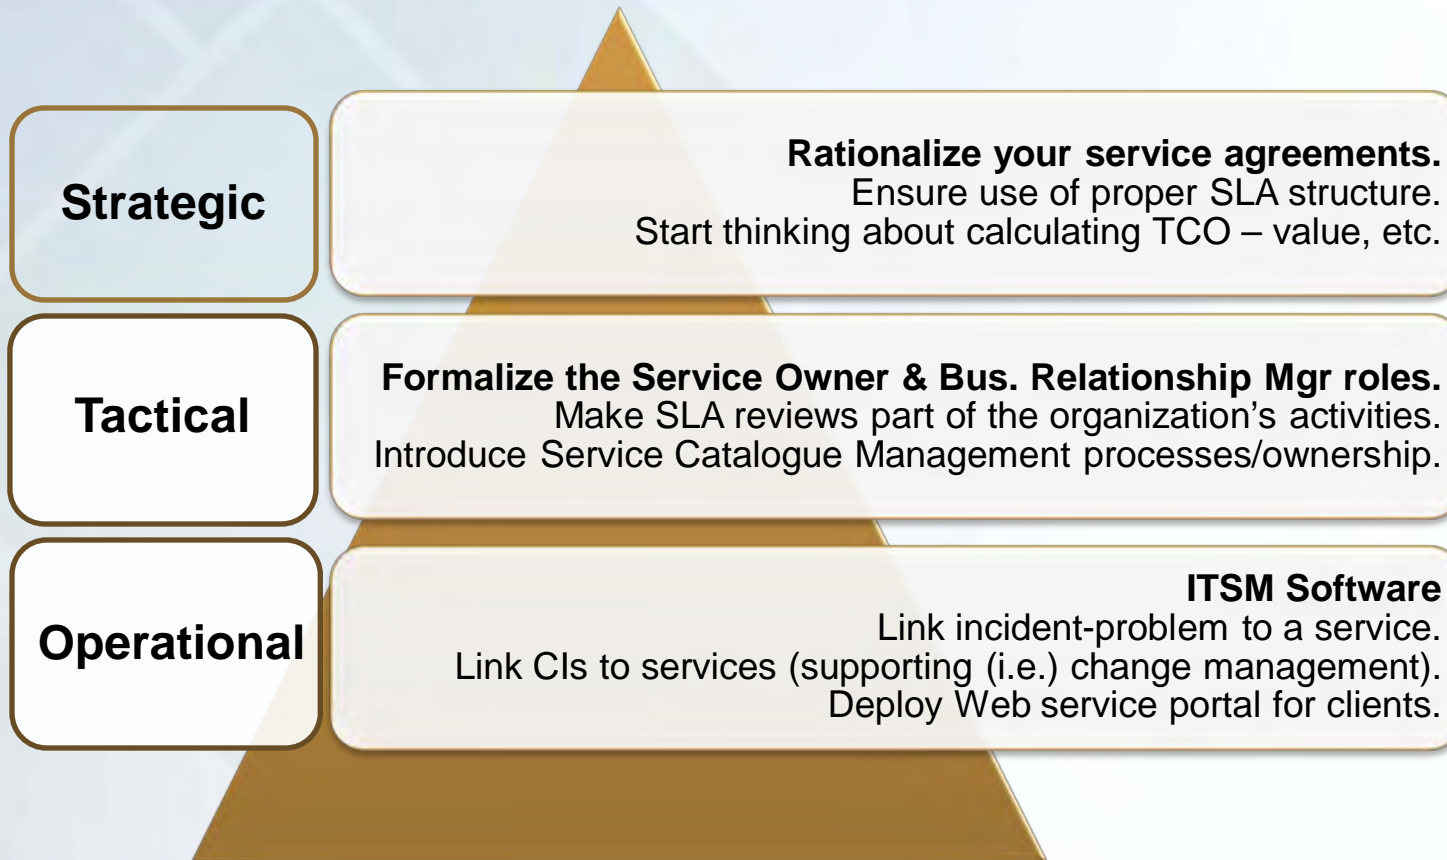 Strategic
Rationalize your service agreements.
Ensure use of proper SLA structure.
Start thinking about calculating TCO – value, etc.
Tactical
Formalize the Service Owner & Bus. Relationship Mgr roles.
Make SLA reviews part of the organization’s activities.
Introduce Service Catalogue Management processes/ownership.
Operational
ITSM Software
Link incident-problem to a service.
Link CIs to services (supporting (i.e.) change management).
Deploy Web service portal for clients.